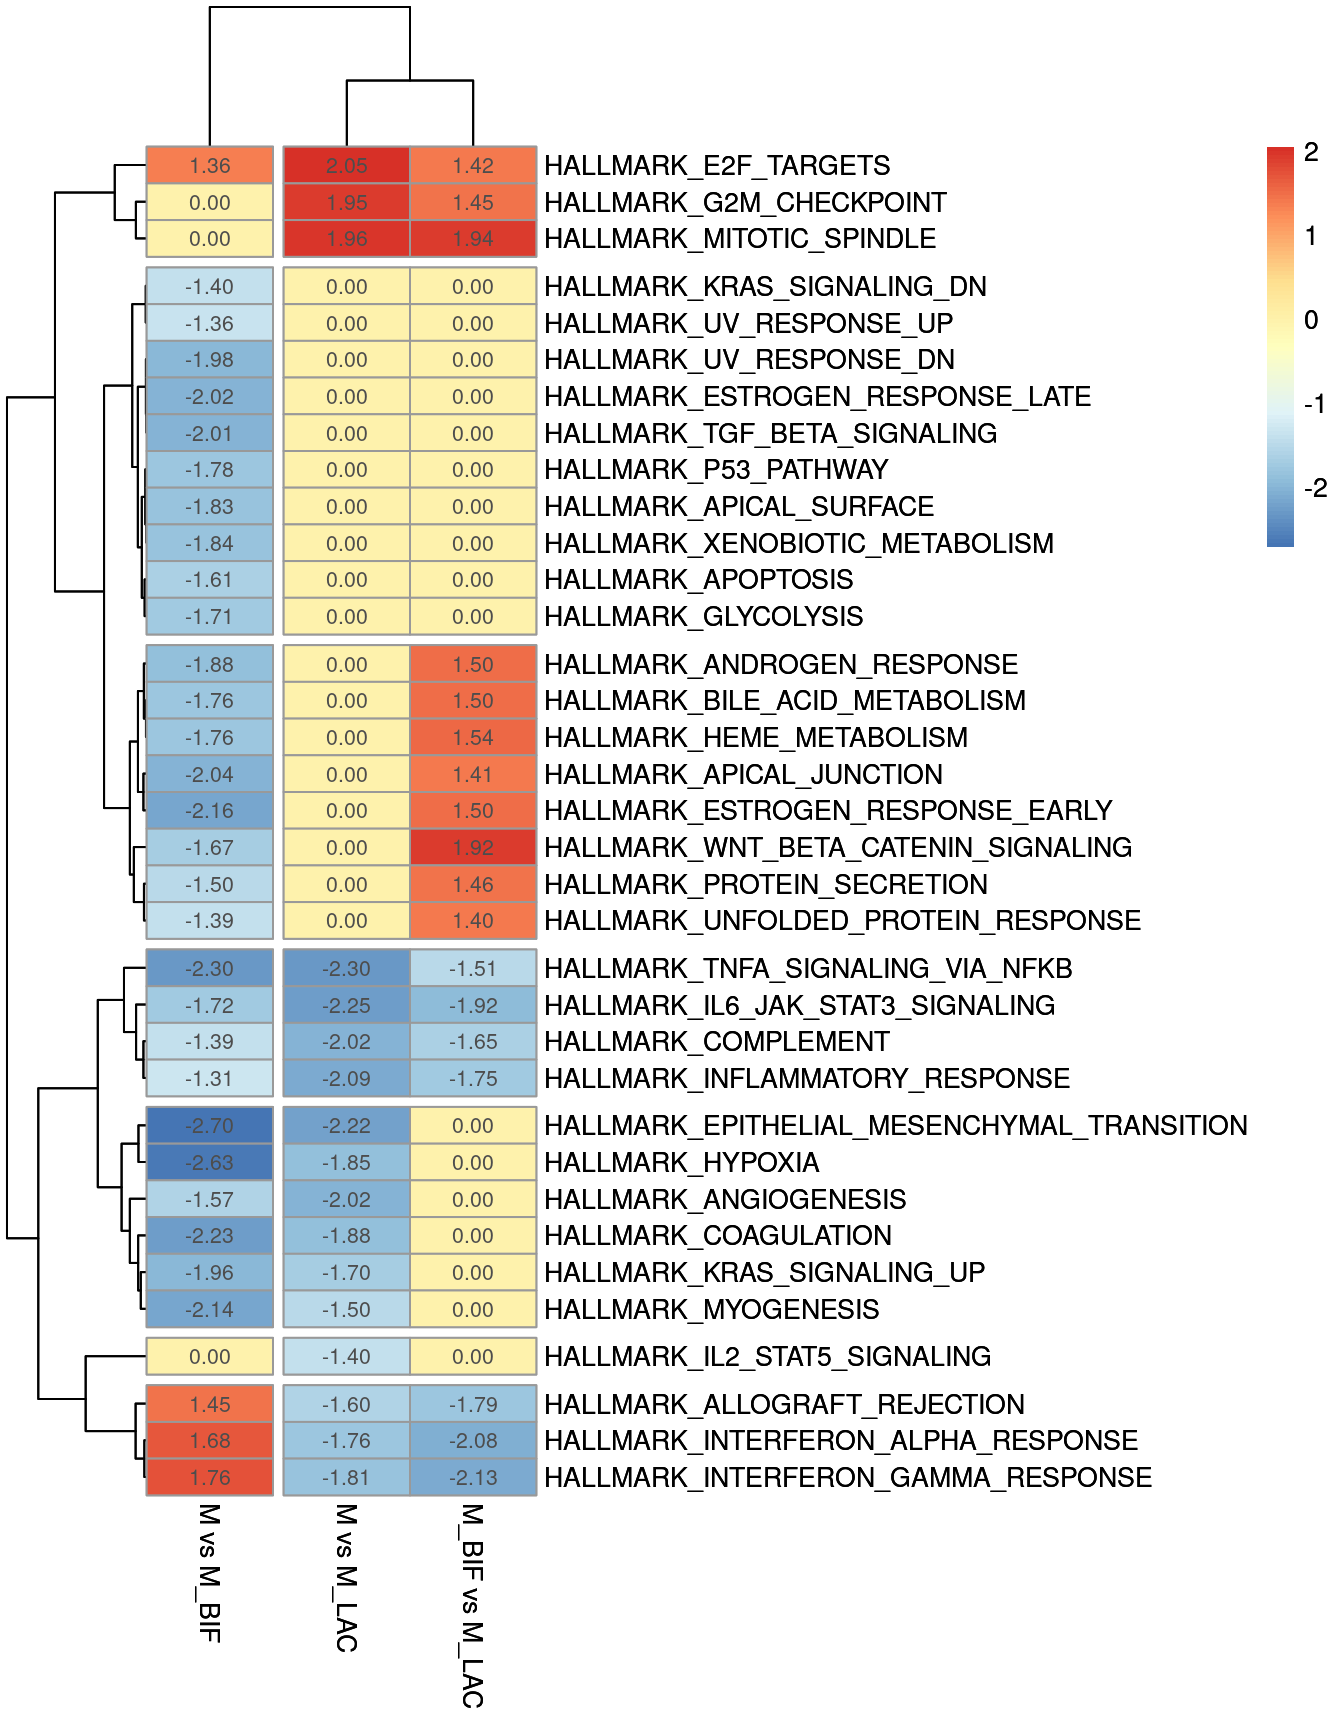 1.36 2.05 1.42 HALLMARK_E2F_TARGETS
0.00 1.95 1.45 HALLMARK_G2M_CHECKPOINT
0.00 1.96 1.94 HALLMARK_MITOTIC_SPINDLE
-1.40 0.00 0.00 HALLMARK_KRAS_SIGNALING_DN
-1.36 0.00 0.00 HALLMARK_UV_RESPONSE_UP
-1.98 0.00 0.00 HALLMARK_UV_RESPONSE_DN
-2.02 0.00 0.00 HALLMARK_ESTROGEN_RESPONSE_LATE
-2.01 0.00 0.00 HALLMARK_TGF_BETA_SIGNALING
-1.78 0.00 0.00 HALLMARK_P53_PATHWAY
-1.83 0.00 0.00 HALLMARK_APICAL_SURFACE
-1.84 0.00 0.00 HALLMARK_XENOBIOTIC_METABOLISM
-1.61 0.00 0.00 HALLMARK_APOPTOSIS
-1.71 0.00 0.00 HALLMARK_GLYCOLYSIS
-1.88 0.00 1.50 HALLMARK_ANDROGEN_RESPONSE
-1.76 0.00 1.50 HALLMARK_BILE_ACID_METABOLISM
-1.76 0.00 1.54 HALLMARK_HEME_METABOLISM
-2.04 0.00 1.41 HALLMARK_APICAL_JUNCTION
-2.16 0.00 1.50 HALLMARK_ESTROGEN_RESPONSE_EARLY
-1.67 0.00 1.92 HALLMARK_WNT_BETA_CATENIN_SIGNALING
-1.50 0.00 1.46 HALLMARK_PROTEIN_SECRETION
-1.39 0.00 1.40 HALLMARK_UNFOLDED_PROTEIN_RESPONSE
-2.30 -2.30 -1.51 HALLMARK_TNFA_SIGNALING_VIA_NFKB
-1.72 -2.25 -1.92 HALLMARK_IL6_JAK_STAT3_SIGNALING
-1.39 -2.02 -1.65 HALLMARK_COMPLEMENT
-1.31 -2.09 -1.75 HALLMARK_INFLAMMATORY_RESPONSE
-2.70 -2.22 0.00 HALLMARK_EPITHELIAL_MESENCHYMAL_TRANSITION
-2.63 -1.85 0.00 HALLMARK_HYPOXIA
-1.57 -2.02 0.00 HALLMARK_ANGIOGENESIS
-2.23 -1.88 0.00 HALLMARK_COAGULATION
-1.96 -1.70 0.00 HALLMARK_KRAS_SIGNALING_UP
-2.14 -1.50 0.00 HALLMARK_MYOGENESIS
0.00 -1.40 0.00 HALLMARK_IL2_STAT5_SIGNALING
1.45 -1.60 -1.79 HALLMARK_ALLOGRAFT_REJECTION
1.68 -1.76 -2.08 HALLMARK_INTERFERON_ALPHA_RESPONSE
1.76 -1.81 -2.13 HALLMARK_INTERFERON_GAMMA_RESPONSE
M vs M_BIF
M vs M_LAC
M_BIF vs M_LAC
2
1
0
-1
-2